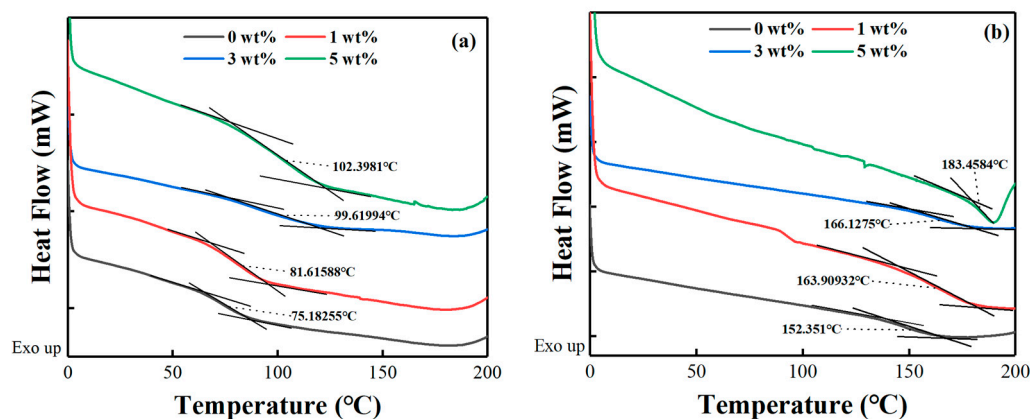 (a)
0 wt% 1 wt%
3 wt% 5 wt%
102.3981℃
99.61994℃
81.61588℃
75.18255℃
Heat Flow (mW)
Exo up
0 50 100 150 200
Temperature (℃)
(b)
0 wt% 1 wt%
3 wt% 5 wt%
183.4584℃
166.1275℃
163.90932℃
152.351℃
Heat Flow (mW)
Exo up
0 50 100 150 200
Temperature (℃)